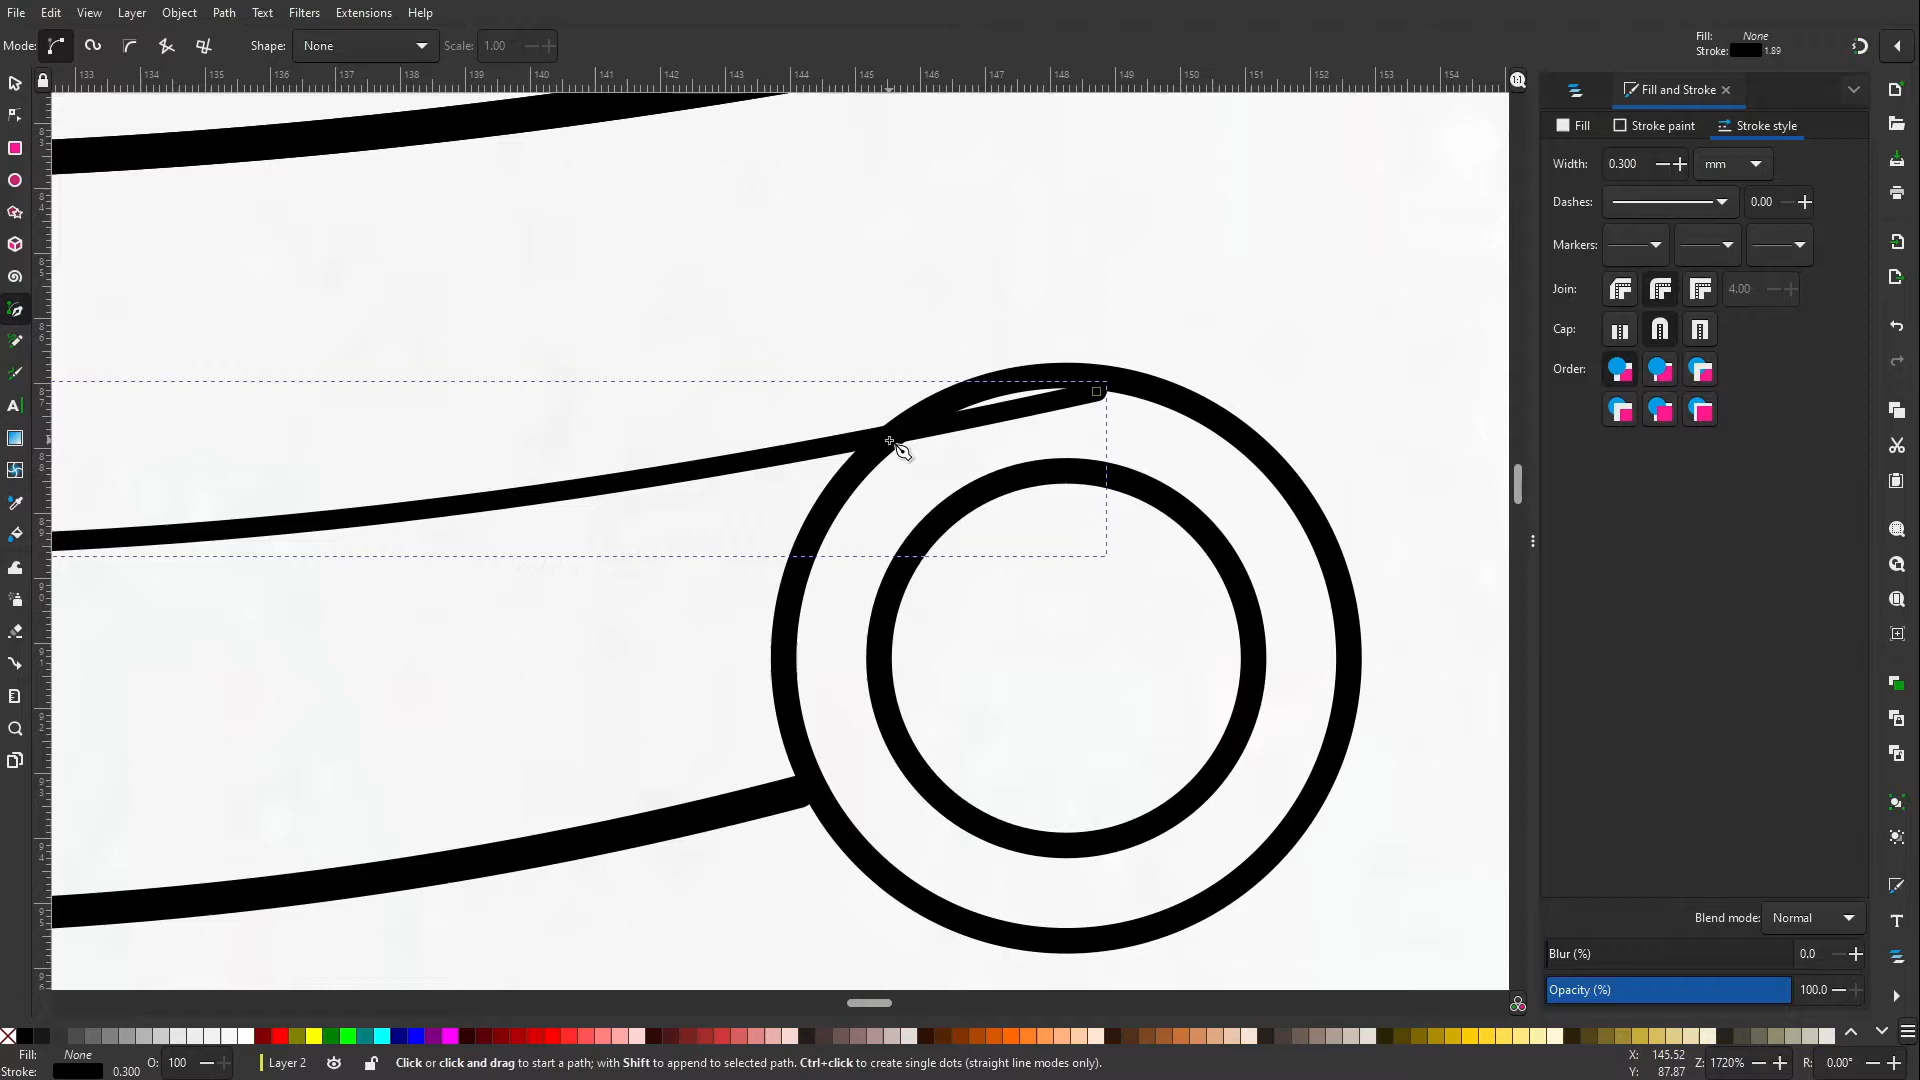 File Edit View Layer Object Path Text Filters Extensions Help
Mode: Shape: None Scale: 1.00
Fill: None
Stroke: 1.89
133 134 135 136 137 138 139 140 141 142 143 144 145 146 147 148 149 150 151 152 153 154
1:1
Fill and Stroke
Fill Stroke paint Stroke style
Width: 0.300 mm
Dashes: 0.00
Markers:
Join: 4.00
Cap:
Order:
Blend mode: Normal
Blur (%) 0.0
Opacity (%) 100.0
Fill: None O: 100 Layer 2 Click or click and drag to start a path; with Shift to append to selected path. Ctrl+click to create single dots (straight line modes only). X: 145.52 Z: 1720% R: 0.00°
Stroke: 0.300 Y: 87.87